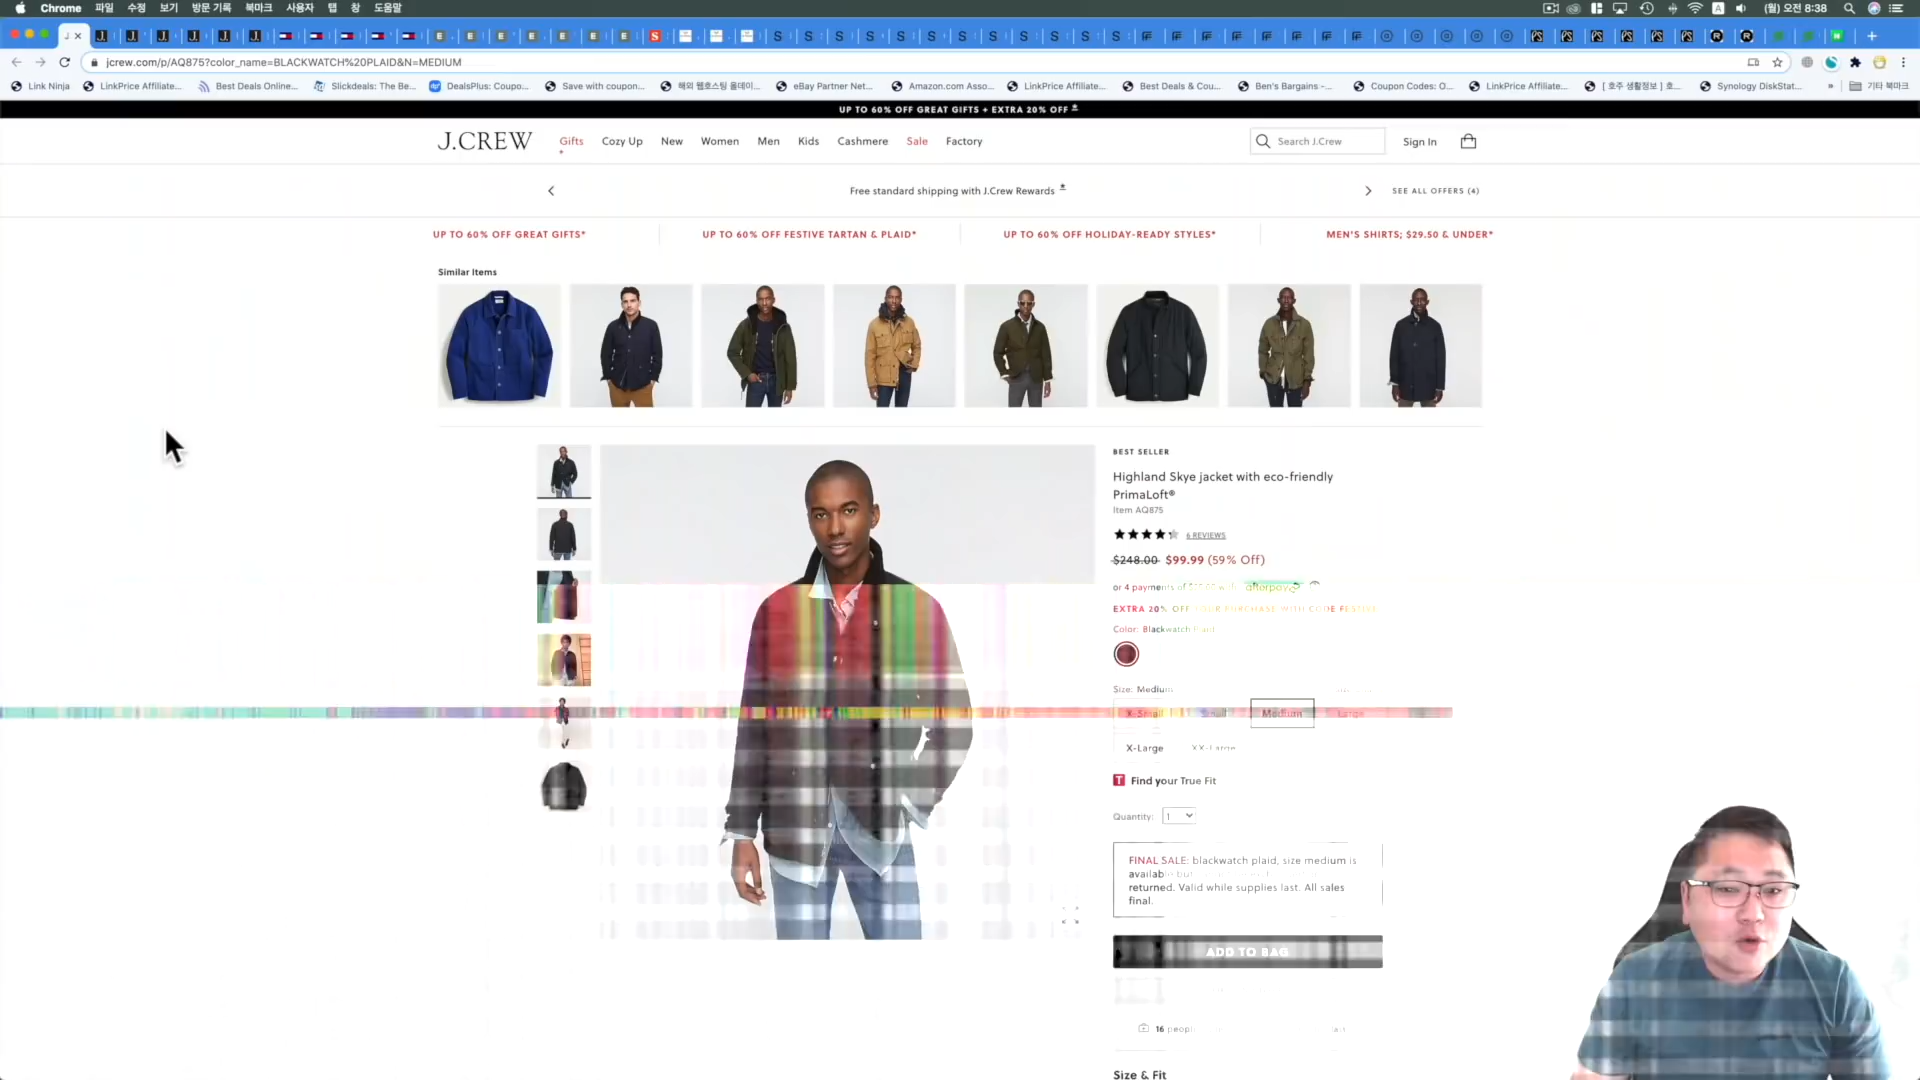 Chrome 파일 수정 보기 방문 기록 북마크 사용자 탭 창 도움말
(월) 오전 8:38
jcrew.com/p/AQ875?color_name=BLACKWATCH%20PLAID&N=MEDIUM
Link Ninja LinkPrice Affiliate... Best Deals Online... Slickdeals: The Be... DealsPlus: Coupo... Save with coupon... 해외 웹호스팅 올데이... eBay Partner Net... Amazon.com Asso... LinkPrice Affiliate... Best Deals & Cou... Ben's Bargains -... Coupon Codes: O... LinkPrice Affiliate... [ 호주 생활정보 ] 호... Synology DiskStat... » 기타 북마크
UP TO 60% OFF GREAT GIFTS + EXTRA 20% OFF *
J.CREW Gifts Cozy Up New Women Men Kids Cashmere Sale Factory Search J.Crew Sign In
Free standard shipping with J.Crew Rewards * SEE ALL OFFERS (4)
UP TO 60% OFF GREAT GIFTS* UP TO 60% OFF FESTIVE TARTAN & PLAID* UP TO 60% OFF HOLIDAY-READY STYLES* MEN'S SHIRTS; $29.50 & UNDER*
Similar Items
BEST SELLER
Highland Skye jacket with eco-friendly
PrimaLoft®
Item AQ875
6 REVIEWS
$248.00 $99.99 (59% Off)
or 4 payments of afterpay
EXTRA 20% OFF YOUR PURCHASE WITH CODE FESTIVE
Color: Blackwatch Plaid
Size: Medium
X-Small Small Medium Large
X-Large XX-Large
T Find your True Fit
Quantity: 1
FINAL SALE: blackwatch plaid, size medium is
available but
returned. Valid while supplies last. All sales
final.
ADD TO BAG
16 people
Size & Fit